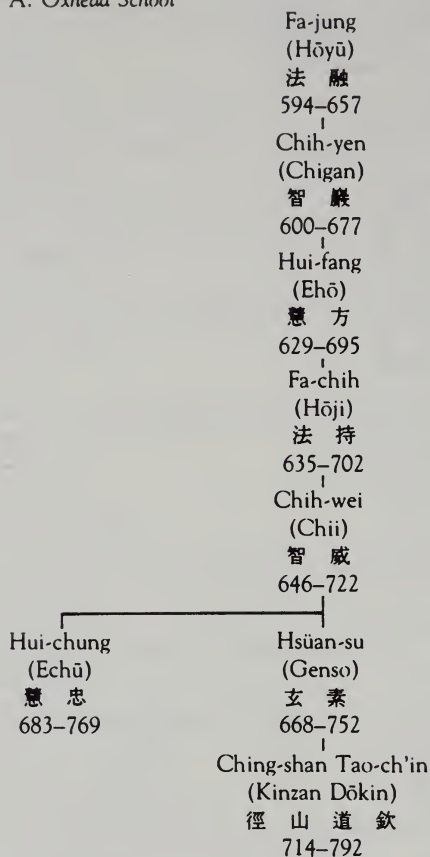 A. Oxhead School
Fa-jung
(Hōyū)
法 融
594–657
Chih-yen
(Chigan)
智 巖
600–677
Hui-fang
(Ehō)
慧 方
629–695
Fa-chih
(Hōji)
法 持
635–702
Chih-wei
(Chii)
智 威
646–722
Hui-chung
(Echū)
慧 忠
683–769
Hsüan-su
(Genso)
玄 素
668–752
Ching-shan Tao-ch'in
(Kinzan Dōkin)
徑 山 道 欽
714–792